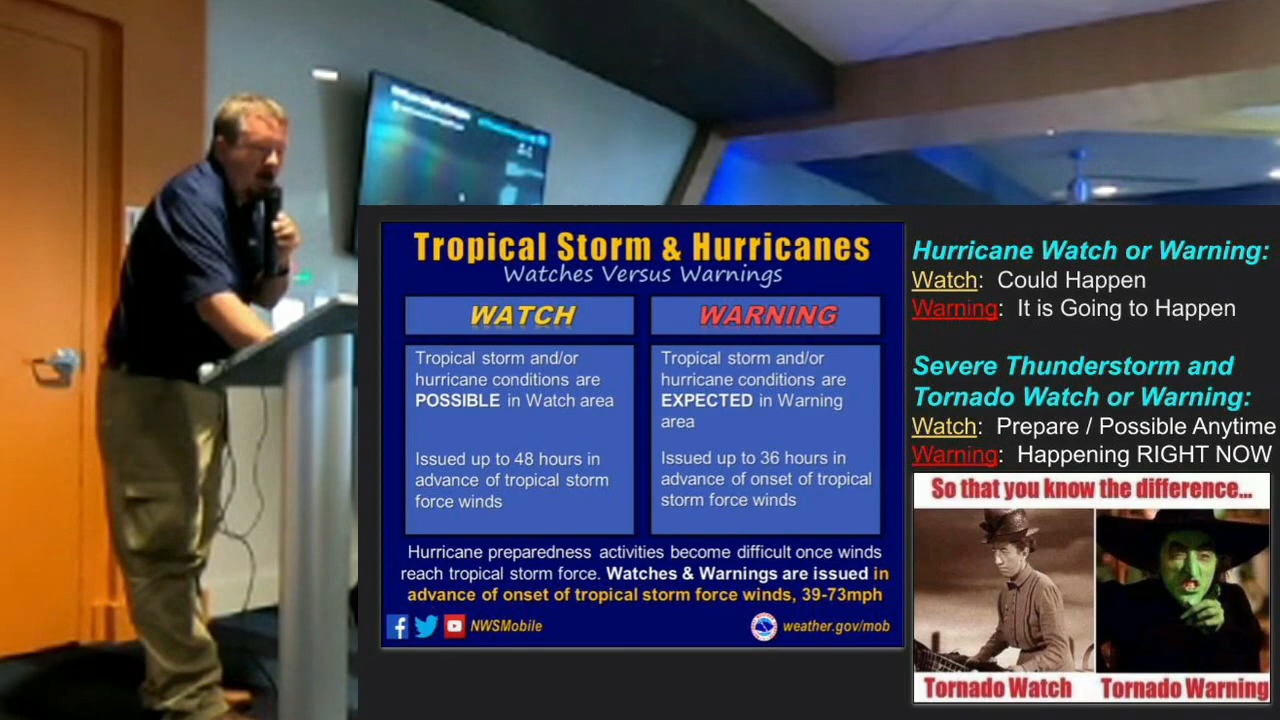 Tropical Storm & Hurricanes
Watches Versus Warnings
WATCH
Tropical storm and/or
hurricane conditions are
POSSIBLE in Watch area
Issued up to 48 hours in
advance of tropical storm
force winds
WARNING
Tropical storm and/or
hurricane conditions are
EXPECTED in Warning
area
Issued up to 36 hours in
advance of onset of tropical
storm force winds
Hurricane preparedness activities become difficult once winds
reach tropical storm force. Watches & Warnings are issued in
advance of onset of tropical storm force winds, 39-73mph
NWSMobile
weather.gov/mob
Hurricane Watch or Warning:
Watch: Could Happen
Warning: It is Going to Happen
Severe Thunderstorm and
Tornado Watch or Warning:
Watch: Prepare / Possible Anytime
Warning: Happening RIGHT NOW
So that you know the difference...
Tornado Watch
Tornado Warning